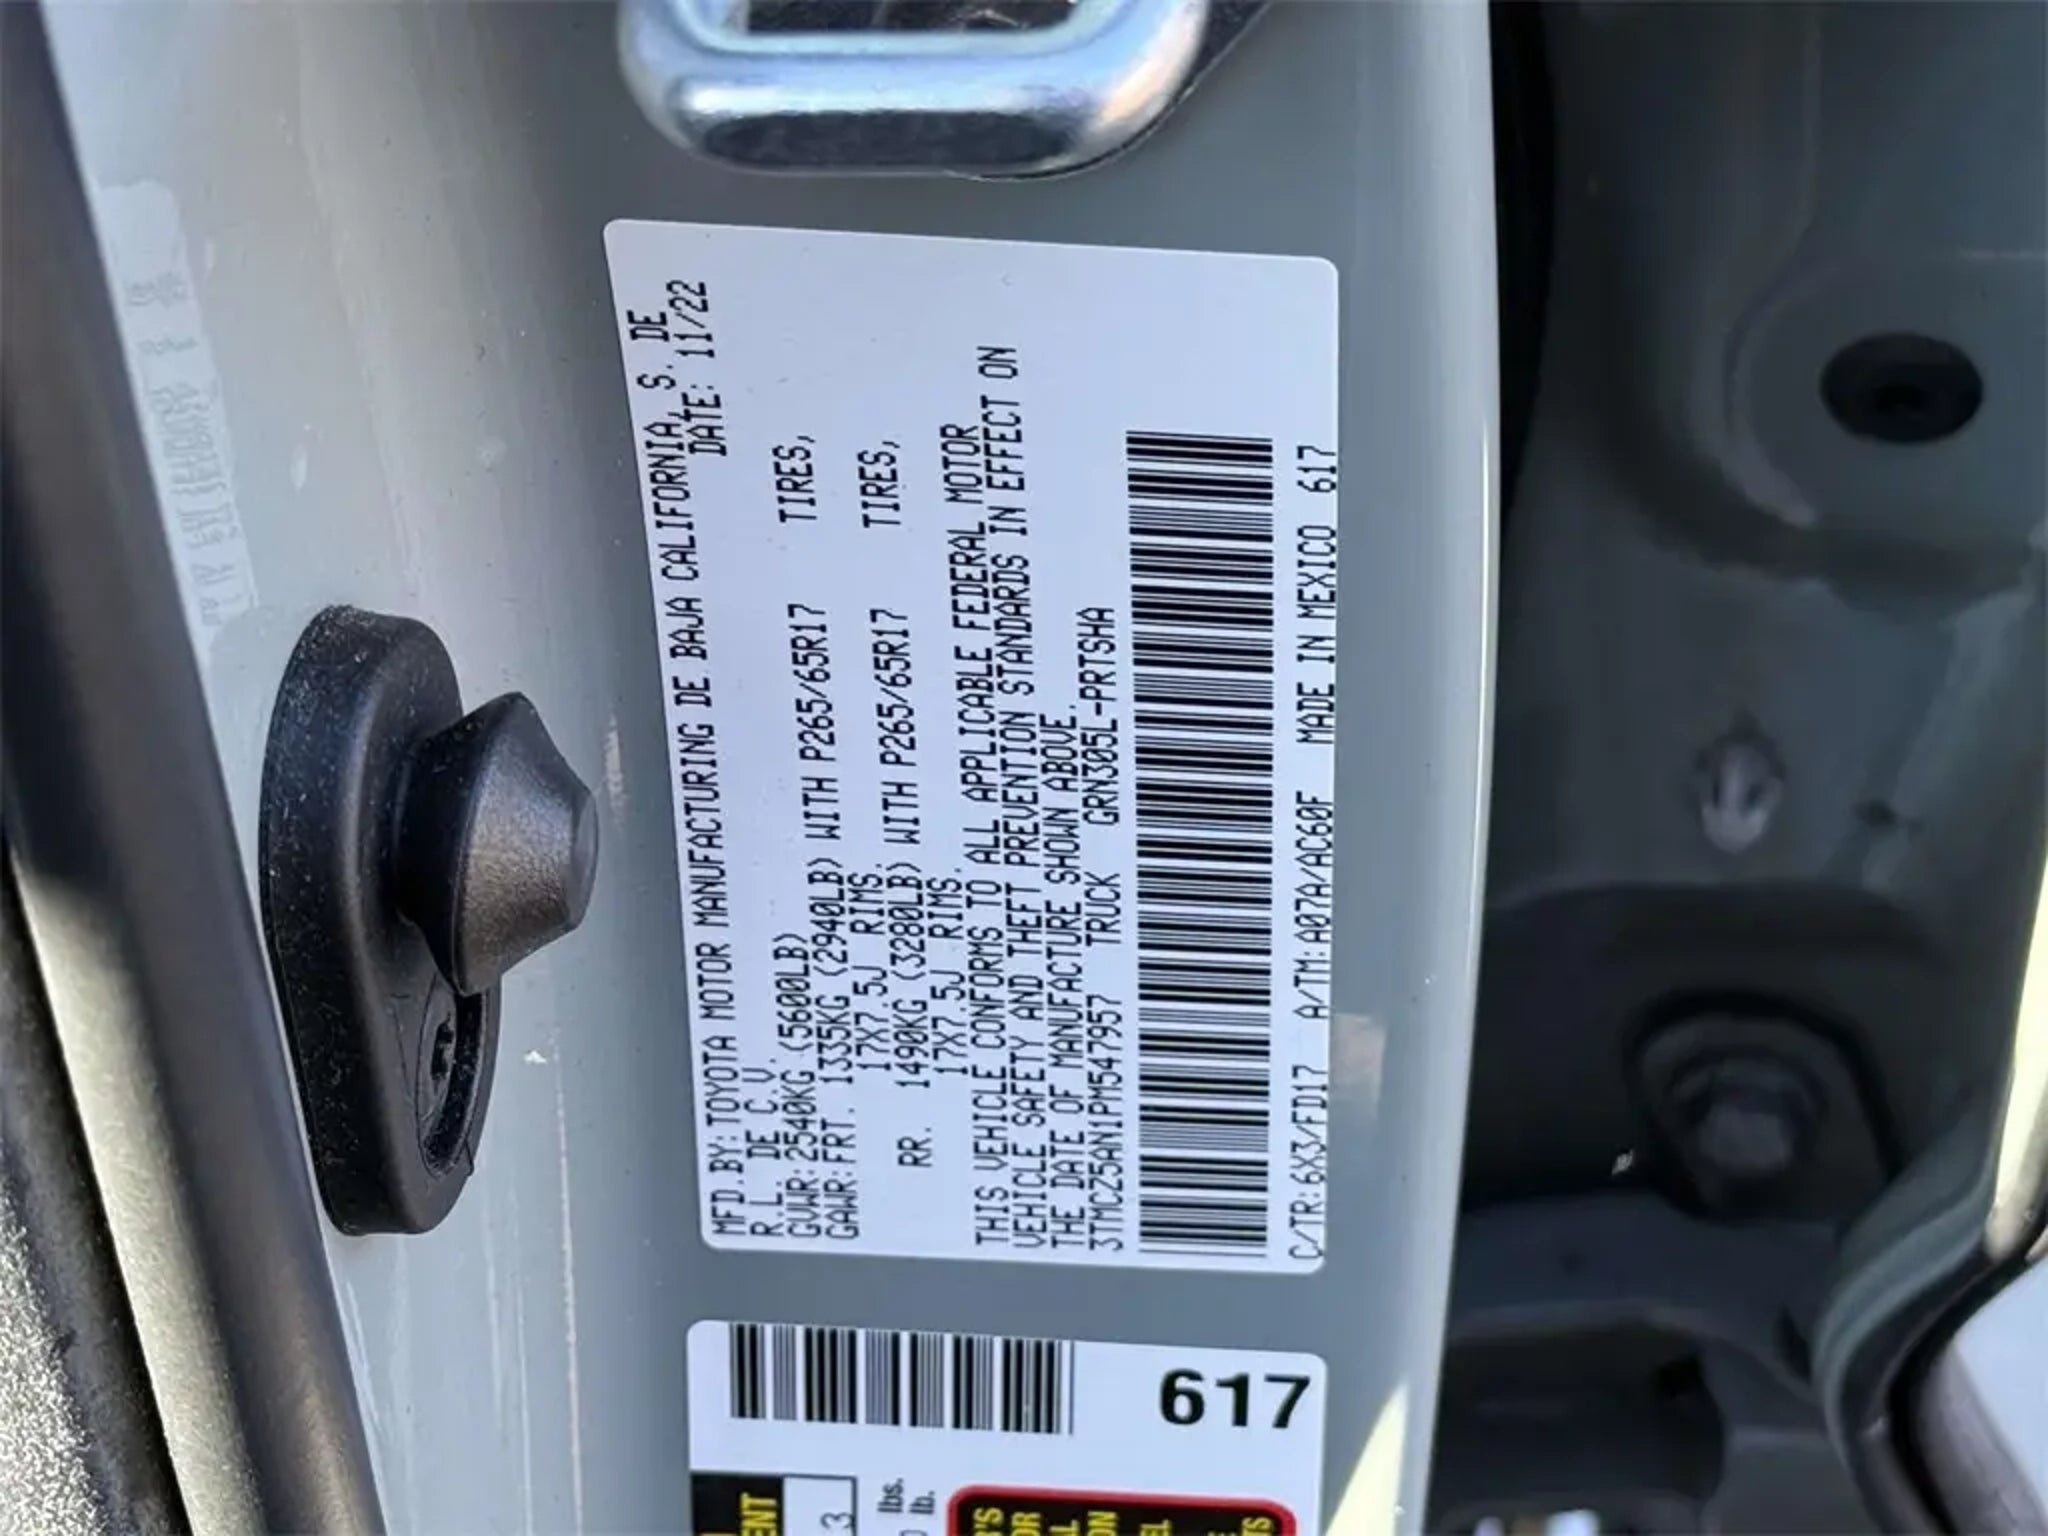 MFD.BY:TOYOTA MOTOR MANUFACTURING DE BAJA CALIFORNIA, S. DE
R.L. DE C.V. DATE: 11/22
GVWR:2540KG (5600LB)
GAWR:FRT. 1335KG (2940LB) WITH P265/65R17 TIRES,
17X7.5J RIMS.
RR. 1490KG (3280LB) WITH P265/65R17 TIRES,
17X7.5J RIMS.
THIS VEHICLE CONFORMS TO ALL APPLICABLE FEDERAL MOTOR
VEHICLE SAFETY AND THEFT PREVENTION STANDARDS IN EFFECT ON
THE DATE OF MANUFACTURE SHOWN ABOVE.
3TMCZ5AN1PM547957 TRUCK GRN305L-PRTSHA
C/TR:6X3/FD17 A/TM:A07A/AC60F MADE IN MEXICO 617
617
3
lbs.
lb.